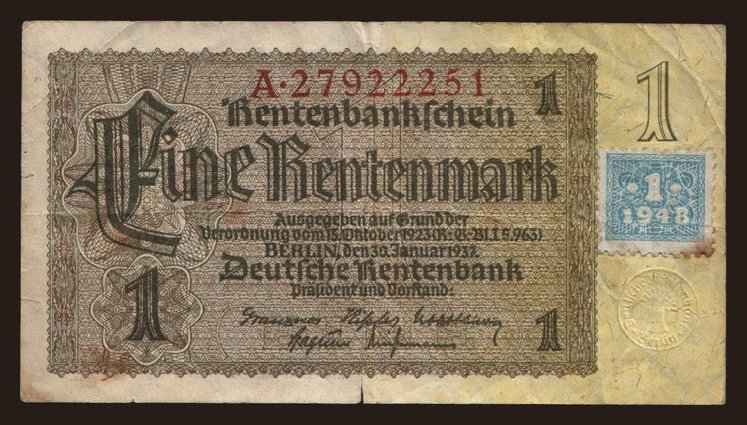 A·27922251
Rentenbankschein
1
1
Eine Rentenmark
Ausgegeben auf Grund der
Verordnung vom 15. Oktober 1923 (R=G=Bl.I S.963)
BERLIN, den 30. Januar 1937
Deutsche Rentenbank
Präsident und Vorstand:
1
1
1
1948